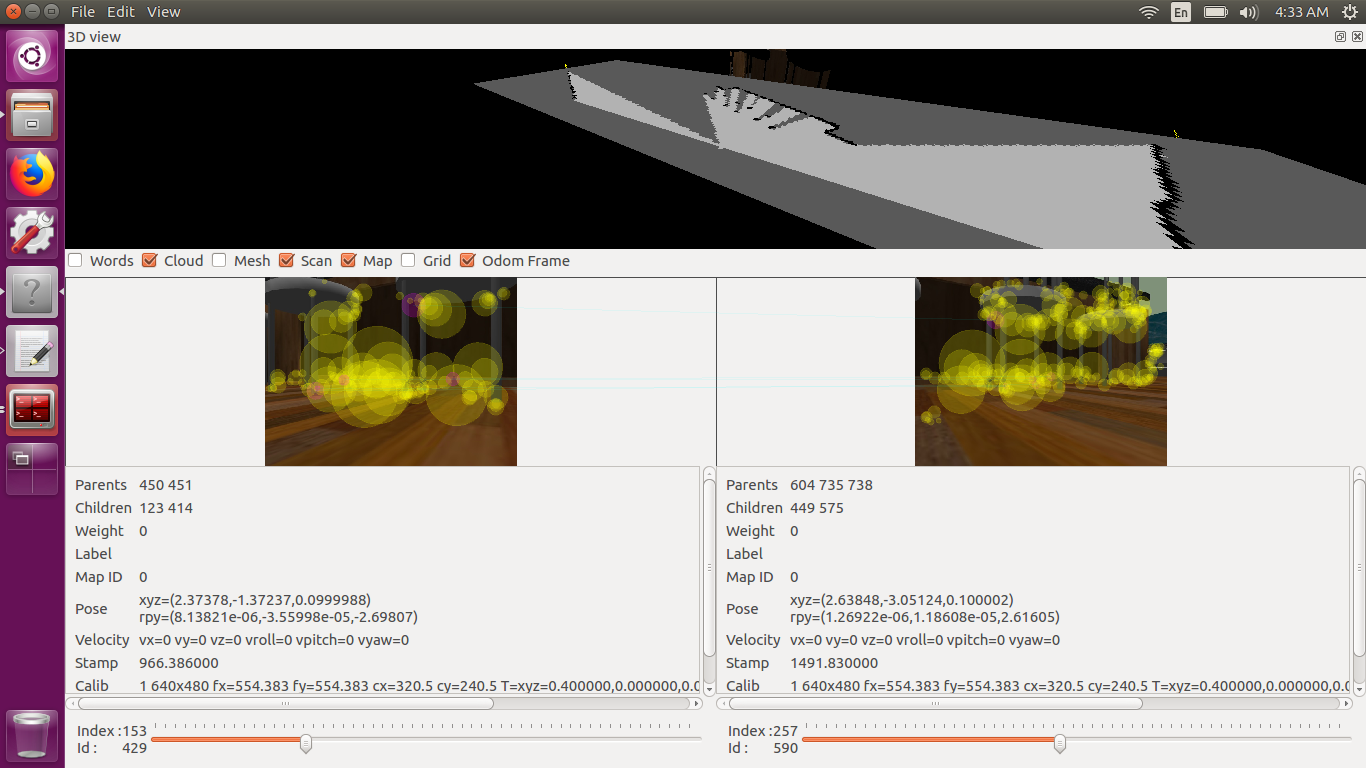 File Edit View En 4:33 AM
3D view
Words Cloud Mesh Scan Map Grid Odom Frame
Parents 450 451
Children 123 414
Weight 0
Label
Map ID 0
Pose xyz=(2.37378,-1.37237,0.0999988)
rpy=(8.13821e-06,-3.55998e-05,-2.69807)
Velocity vx=0 vy=0 vz=0 vroll=0 vpitch=0 vyaw=0
Stamp 966.386000
Calib 1 640x480 fx=554.383 fy=554.383 cx=320.5 cy=240.5 T=xyz=0.400000,0.000000,0.0
Index :153
Id : 429
Parents 604 735 738
Children 449 575
Weight 0
Label
Map ID 0
Pose xyz=(2.63848,-3.05124,0.100002)
rpy=(1.26922e-06,1.18608e-05,2.61605)
Velocity vx=0 vy=0 vz=0 vroll=0 vpitch=0 vyaw=0
Stamp 1491.830000
Calib 1 640x480 fx=554.383 fy=554.383 cx=320.5 cy=240.5 T=xyz=0.400000,0.000000,0.0
Index :257
Id : 590